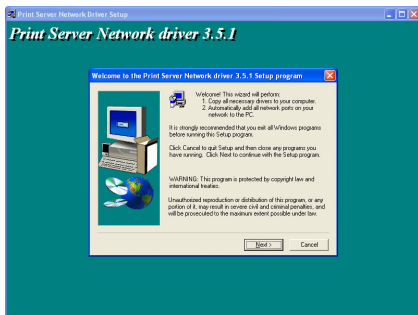 Print Server Network Driver Setup
Print Server Network driver 3.5.1
Welcome to the Print Server Network driver 3.5.1 Setup program
Welcome! This wizard will perform:
1. Copy all necessary drivers to your computer.
2. Automatically add all network ports on your
network to the PC.
It is strongly recommended that you exit all Windows programs
before running this Setup program.
Click Cancel to quit Setup and then close any programs you
have running. Click Next to continue with the Setup program.
WARNING: This program is protected by copyright law and
international treaties.
Unauthorized reproduction or distribution of this program, or any
portion of it, may result in severe civil and criminal penalties, and
will be prosecuted to the maximum extent possible under law.
Next >
Cancel